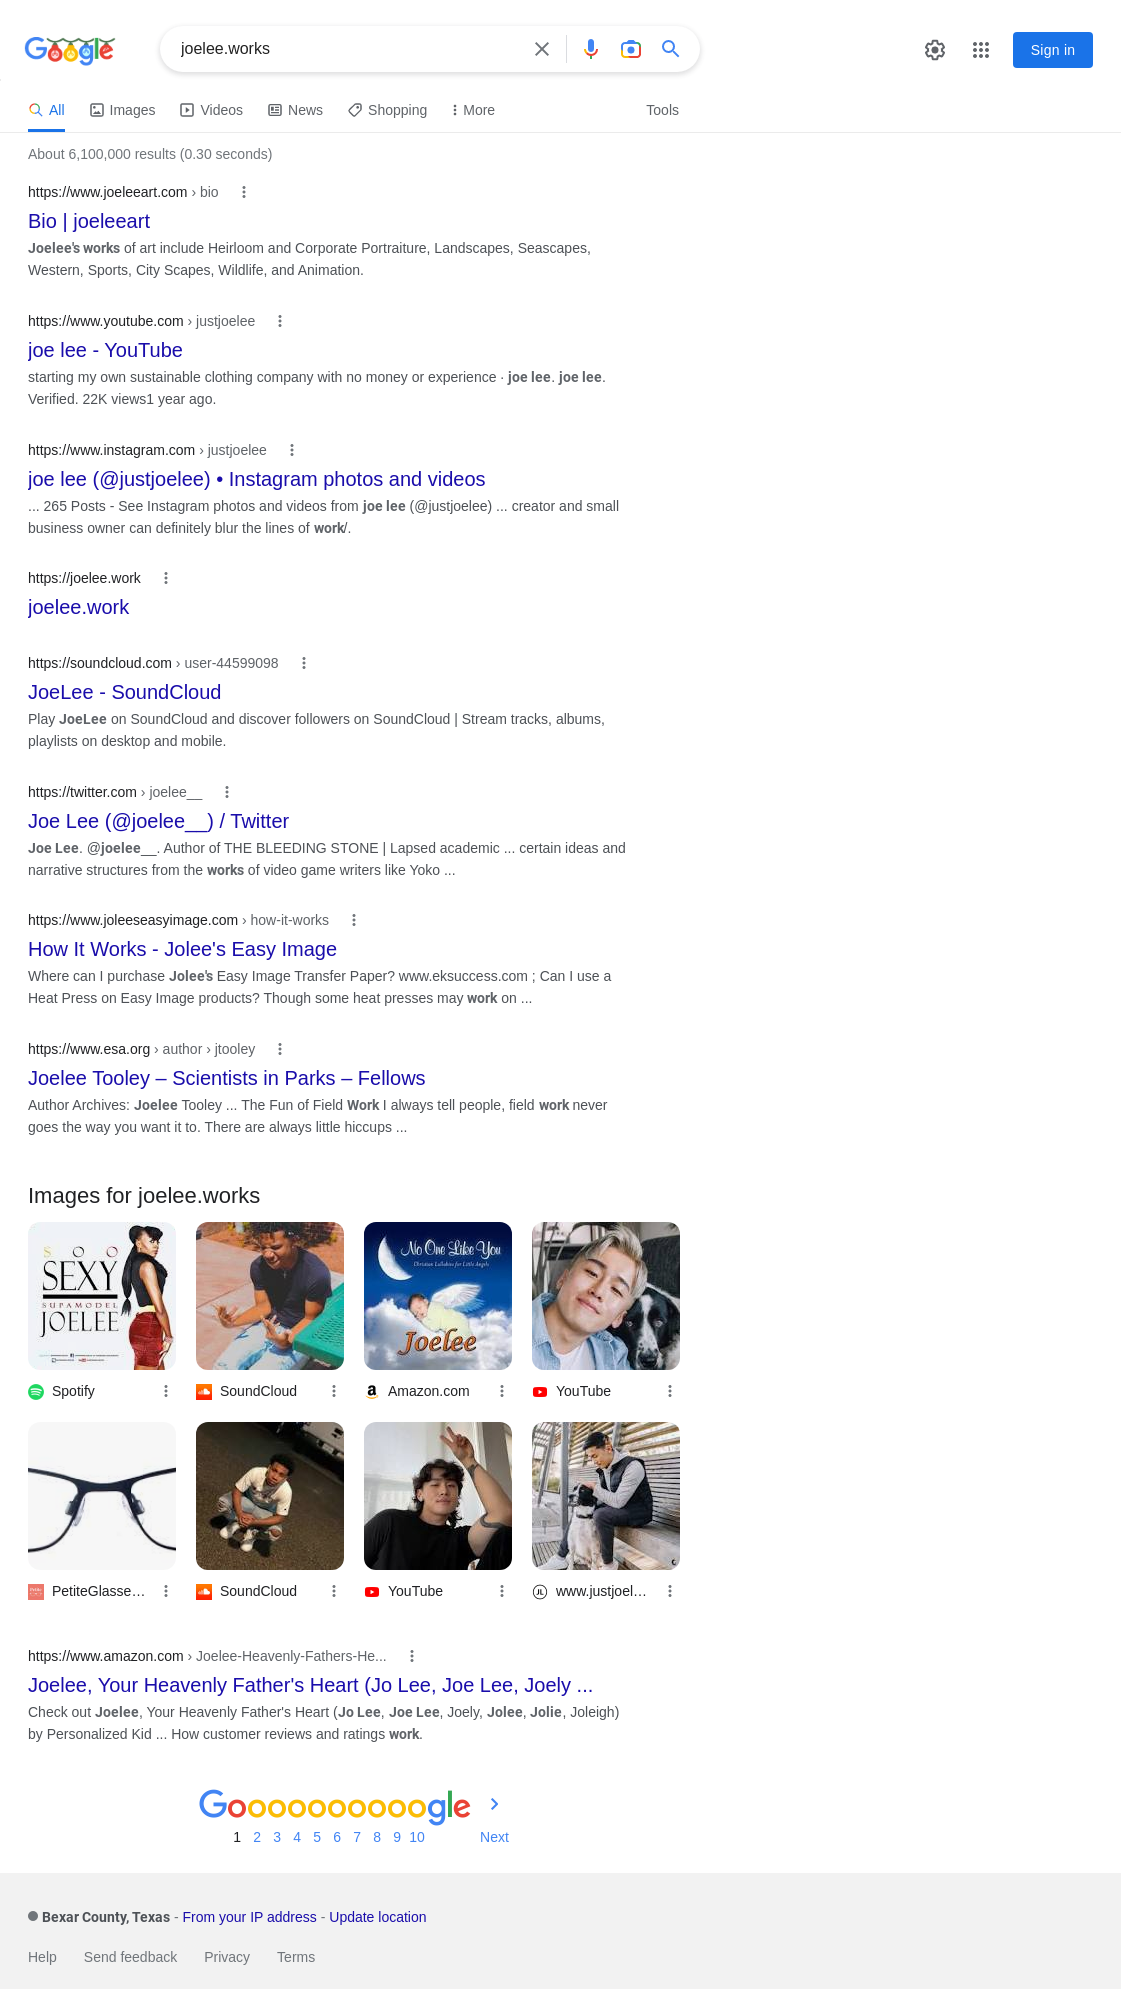 Google
joelee.works
Sign in
All
Images
Videos
News
Shopping
More
Tools
About 6,100,000 results (0.30 seconds)
https://www.joeleeart.com › bio
Bio | joeleeart
Joelee's works of art include Heirloom and Corporate Portraiture, Landscapes, Seascapes,
Western, Sports, City Scapes, Wildlife, and Animation.
https://www.youtube.com › justjoelee
joe lee - YouTube
starting my own sustainable clothing company with no money or experience · joe lee. joe lee.
Verified. 22K views1 year ago.
https://www.instagram.com › justjoelee
joe lee (@justjoelee) • Instagram photos and videos
... 265 Posts - See Instagram photos and videos from joe lee (@justjoelee) ... creator and small
business owner can definitely blur the lines of work/.
https://joelee.work
joelee.work
https://soundcloud.com › user-44599098
JoeLee - SoundCloud
Play JoeLee on SoundCloud and discover followers on SoundCloud | Stream tracks, albums,
playlists on desktop and mobile.
https://twitter.com › joelee__
Joe Lee (@joelee__) / Twitter
Joe Lee. @joelee__. Author of THE BLEEDING STONE | Lapsed academic ... certain ideas and
narrative structures from the works of video game writers like Yoko ...
https://www.joleeseasyimage.com › how-it-works
How It Works - Jolee's Easy Image
Where can I purchase Jolee's Easy Image Transfer Paper? www.eksuccess.com ; Can I use a
Heat Press on Easy Image products? Though some heat presses may work on ...
https://www.esa.org › author › jtooley
Joelee Tooley – Scientists in Parks – Fellows
Author Archives: Joelee Tooley ... The Fun of Field Work I always tell people, field work never
goes the way you want it to. There are always little hiccups ...
Images for joelee.works
SOO
SEXY
SUPAMODEL
JOELEE
No One Like You
Christian Lullabies for Little Angels
Joelee
Spotify
SoundCloud
Amazon.com
YouTube
PetiteGlasse...
SoundCloud
YouTube
JL
www.justjoel...
https://www.amazon.com › Joelee-Heavenly-Fathers-He...
Joelee, Your Heavenly Father's Heart (Jo Lee, Joe Lee, Joely ...
Check out Joelee, Your Heavenly Father's Heart (Jo Lee, Joe Lee, Joely, Jolee, Jolie, Joleigh)
by Personalized Kid ... How customer reviews and ratings work.
Goooooooooogle
1 2 3 4 5 6 7 8 9 10 Next
Bexar County, Texas - From your IP address - Update location
Help
Send feedback
Privacy
Terms